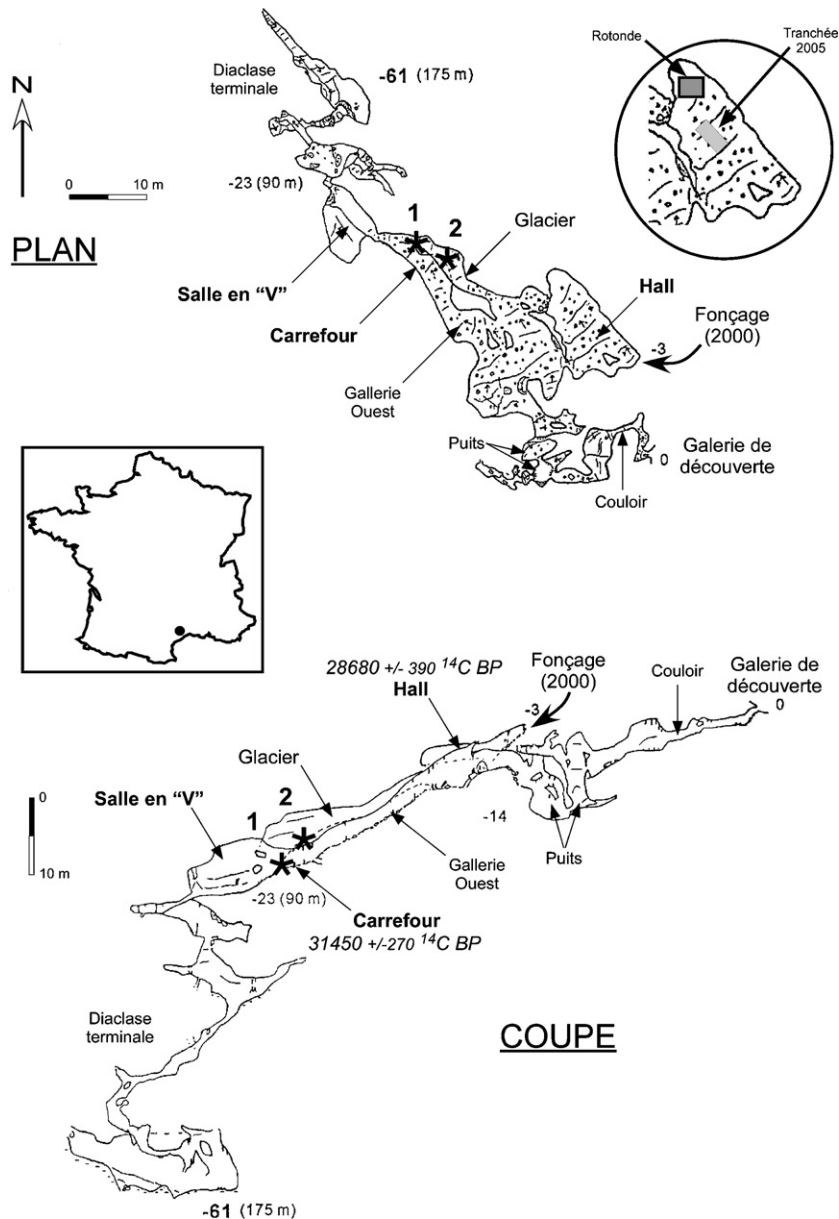 Rotonde
Tranchée
2005
Diaclase
terminale
-61 (175 m)
N
0 10 m
-23 (90 m)
PLAN
1
2
Glacier
Salle en “V”
Hall
Carrefour
Fonçage
(2000)
-3
Gallerie
Ouest
Puits
Galerie de
découverte
0
Couloir
28680 +/- 390 14C BP
Hall
Fonçage
(2000)
-3
Couloir
Galerie de
découverte
0
Glacier
Salle en “V”
1
2
0
10 m
-14
Puits
Gallerie
Ouest
-23 (90 m)
Carrefour
31450 +/-270 14C BP
Diaclase
terminale
COUPE
-61 (175 m)